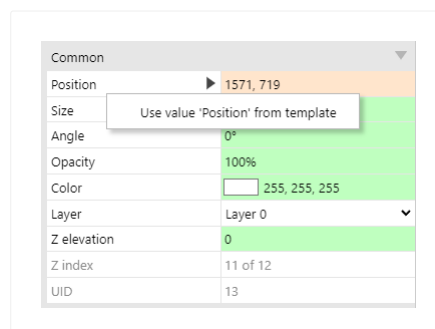 Common
Position 1571, 719
Size
Use value 'Position' from template
Angle 0°
Opacity 100%
Color 255, 255, 255
Layer Layer 0
Z elevation 0
Z index 11 of 12
UID 13